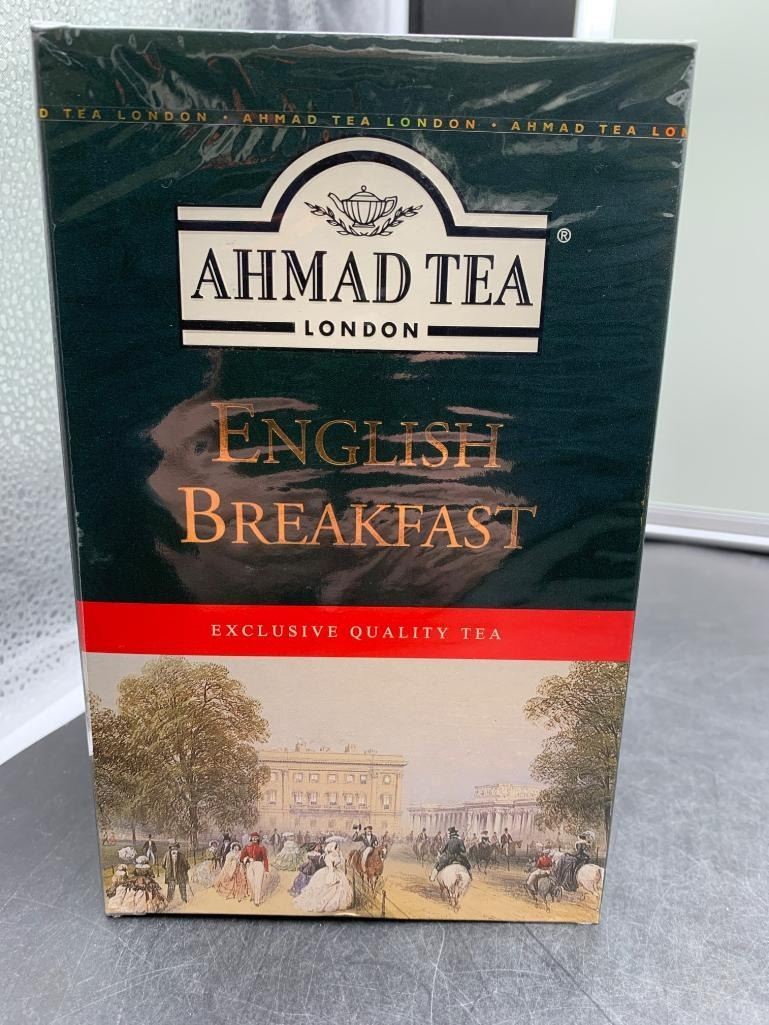 D TEA LONDON • AHMAD TEA LONDON • AHMAD TEA LON
AHMAD TEA ®
LONDON
ENGLISH
BREAKFAST
EXCLUSIVE QUALITY TEA